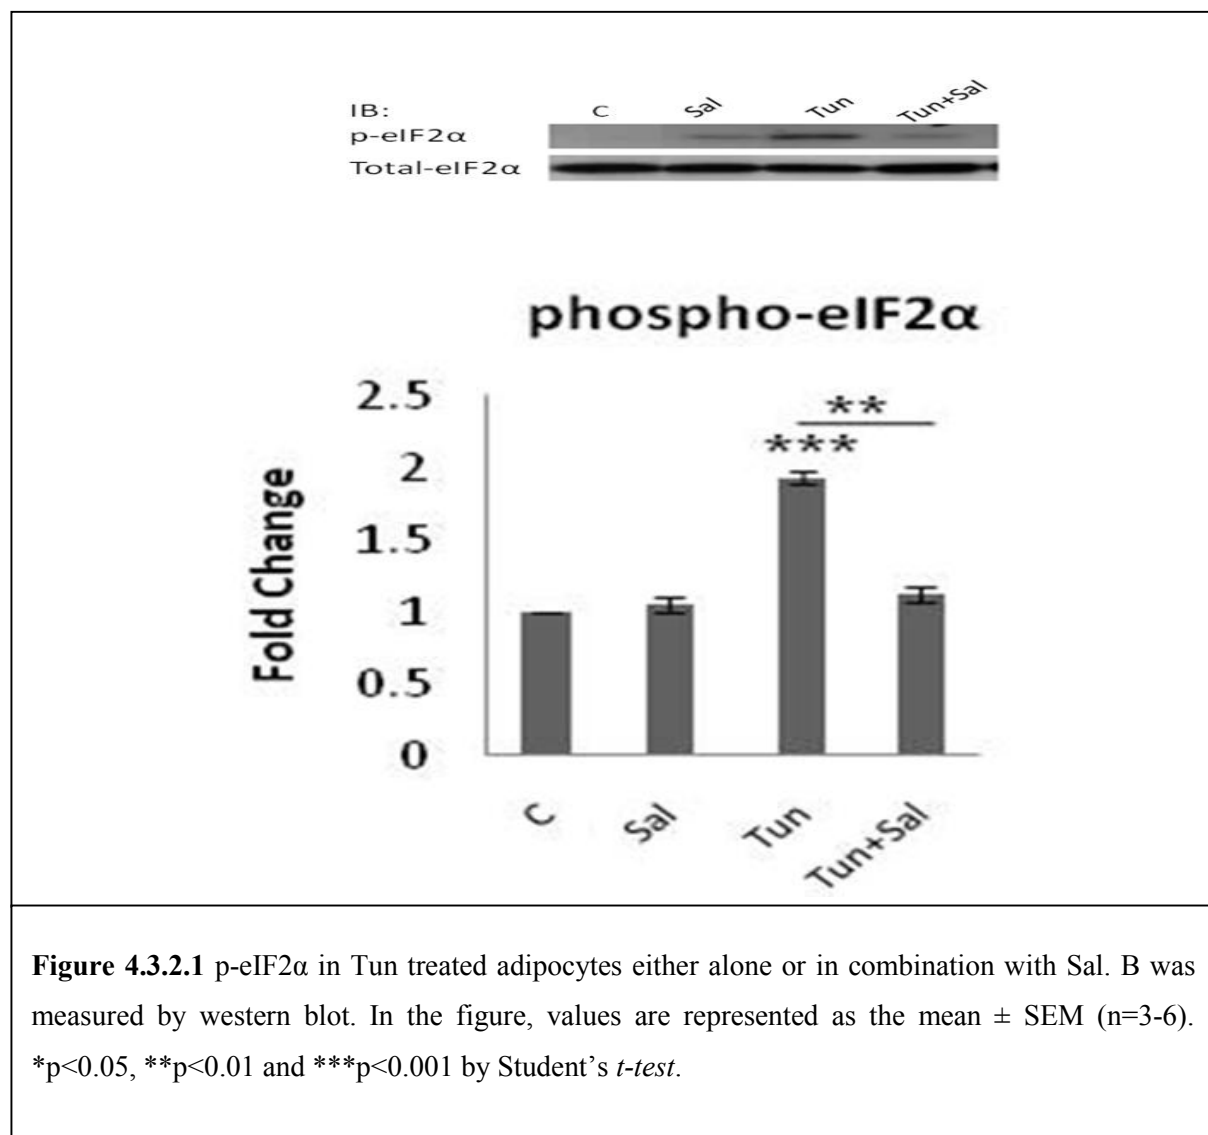 IB: C Sal Tun Tun+Sal
p-eIF2α
Total-eIF2α
phospho-eIF2α
2.5
**
***
2
1.5
1
0.5
0
Fold Change
C Sal Tun Tun+Sal
Figure 4.3.2.1 p-eIF2α in Tun treated adipocytes either alone or in combination with Sal. B was
measured by western blot. In the figure, values are represented as the mean ± SEM (n=3-6).
*p<0.05, **p<0.01 and ***p<0.001 by Student’s t-test.